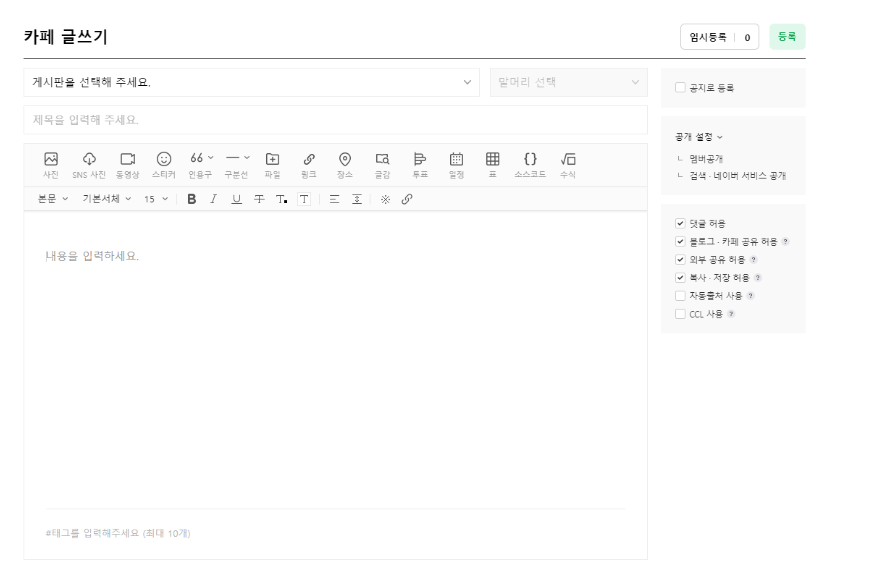 카페 글쓰기
임시등록 0
등록
게시판을 선택해 주세요.
말머리 선택
제목을 입력해 주세요.
사진 SNS 사진 동영상 스티커 인용구 구분선 파일 링크 장소 글감 투표 일정 표 소스코드 수식
본문 기본서체 15 B I U T T T
내용을 입력하세요.
#태그를 입력해주세요 (최대 10개)
공지로 등록
공개 설정
멤버공개
검색 · 네이버 서비스 공개
댓글 허용
블로그 · 카페 공유 허용 ?
외부 공유 허용 ?
복사 · 저장 허용 ?
자동출처 사용 ?
CCL 사용 ?